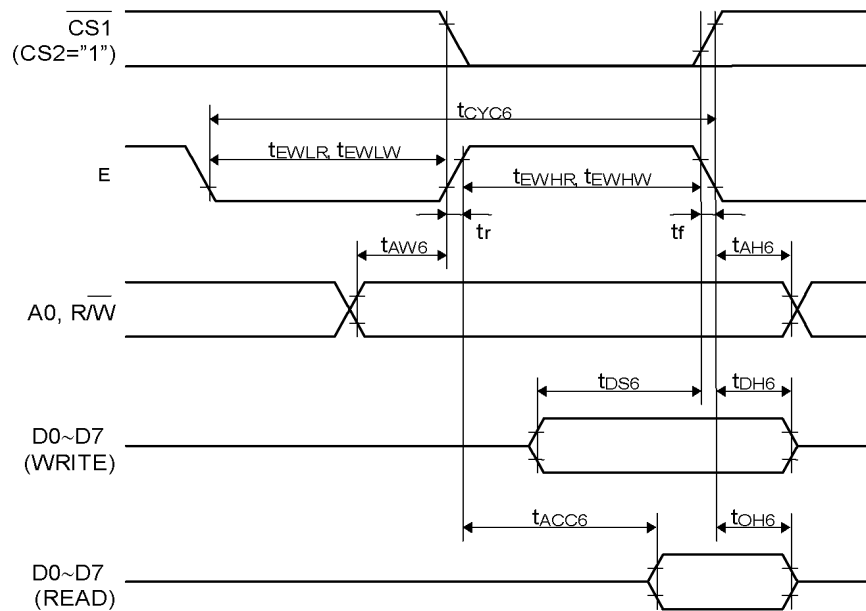 CS1
(CS2="1")
tCYC6
tEWLR, tEWLW
E
tEWHR, tEWHW
tr
tf
tAW6
tAH6
A0, R/W
tDS6
tDH6
D0~D7
(WRITE)
tACC6
tOH6
D0~D7
(READ)